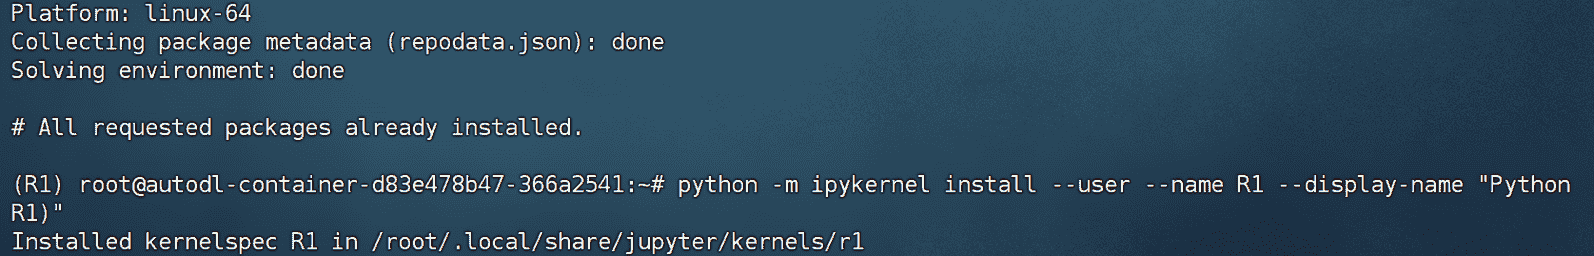 Platform: linux-64
Collecting package metadata (repodata.json): done
Solving environment: done
# All requested packages already installed.
(R1) root@autodl-container-d83e478b47-366a2541:~# python -m ipykernel install --user --name R1 --display-name "Python
R1)"
Installed kernelspec R1 in /root/.local/share/jupyter/kernels/r1